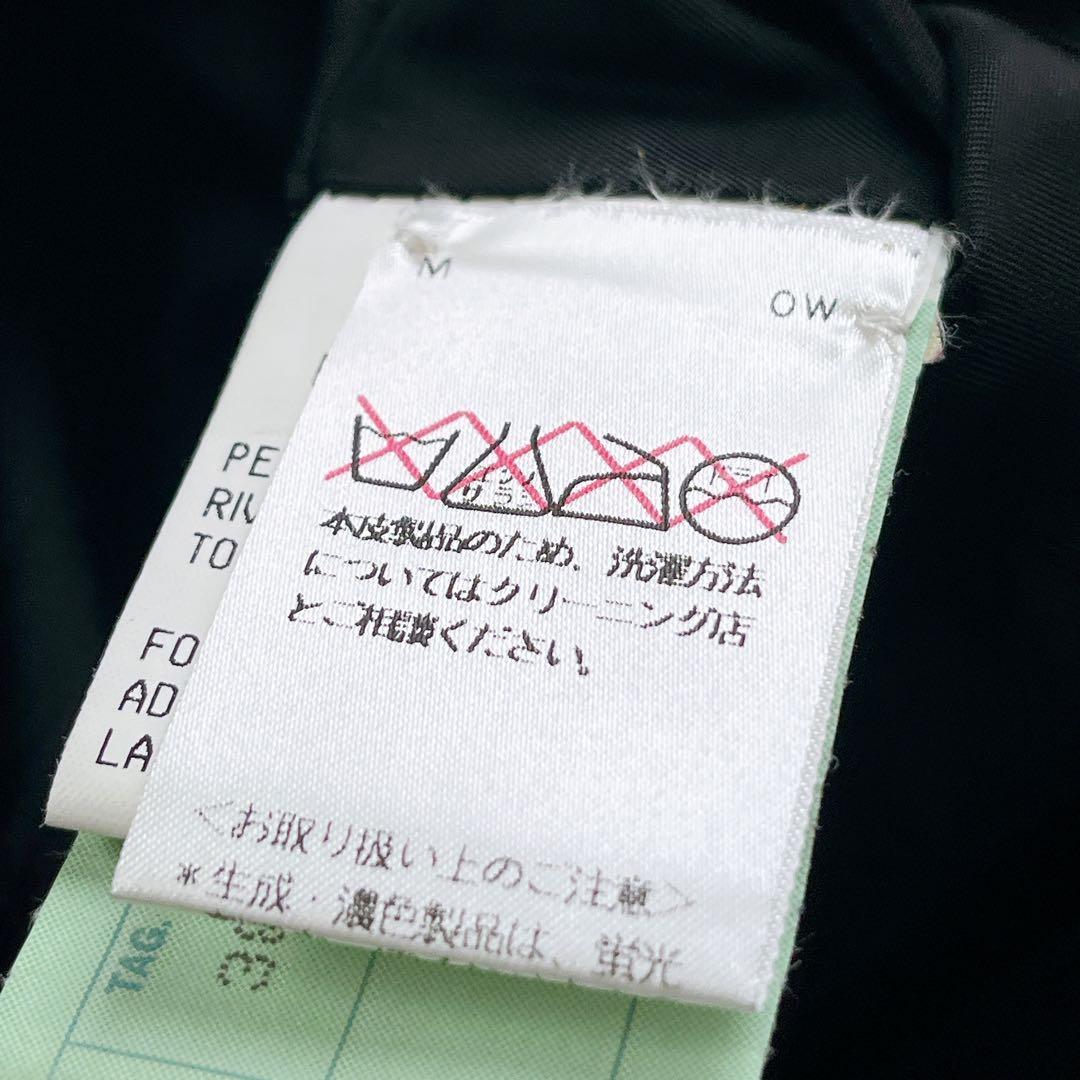 M
OW
PE
RIV
TO
FO
AD
LA
本皮製品のため、洗濯方法
についてはクリーニング店
とご相談ください。
<お取り扱い上のご注意>
*生成・濃色製品は、蛍光
TAG.
38